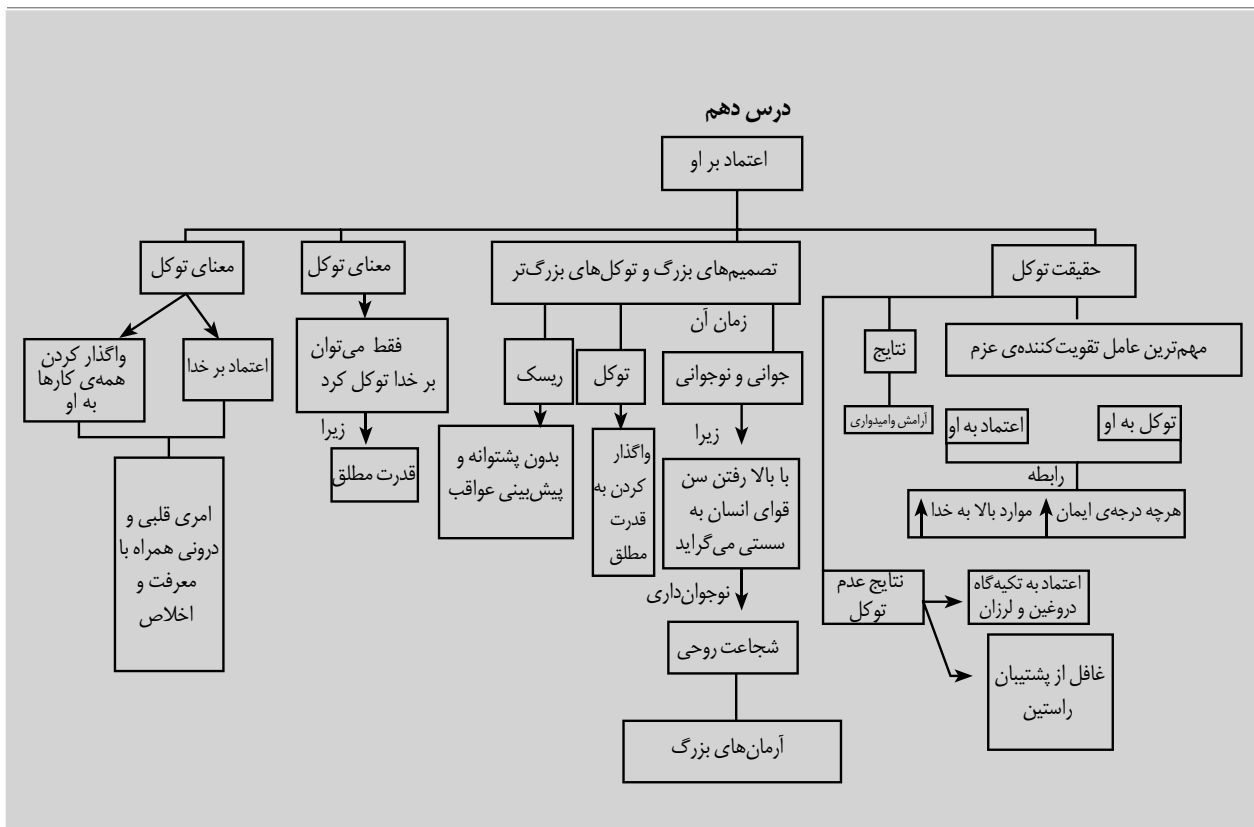 درس دهم
اعتماد بر او
حقیقت توکل
تصمیم‌های بزرگ و توکل‌های بزرگ‌تر
معنای توکل
معنای توکل
مهم‌ترین عامل تقویت‌کننده‌ی عزم
نتایج
آرامش وامیدواری
توکل به او
اعتماد به او
رابطه
هرچه درجه‌ی ایمان
موارد بالا به خدا
نتایج عدم
توکل
اعتماد به تکیه‌گاه
دروغین و لرزان
غافل از پشتیبان
راستین
زمان آن
جوانی و نوجوانی
زیرا
با بالا رفتن سن
قوای انسان به
سستی می‌گراید
نوجوان‌داری
شجاعت روحی
آرمان‌های بزرگ
توکل
واگذار
کردن به
قدرت
مطلق
ریسک
بدون پشتوانه و
پیش‌بینی عواقب
فقط می‌توان
بر خدا توکل کرد
زیرا
قدرت مطلق
اعتماد بر خدا
واگذار کردن
همه‌ی کارها
به او
امری قلبی و
درونی همراه با
معرفت و
اخلاص